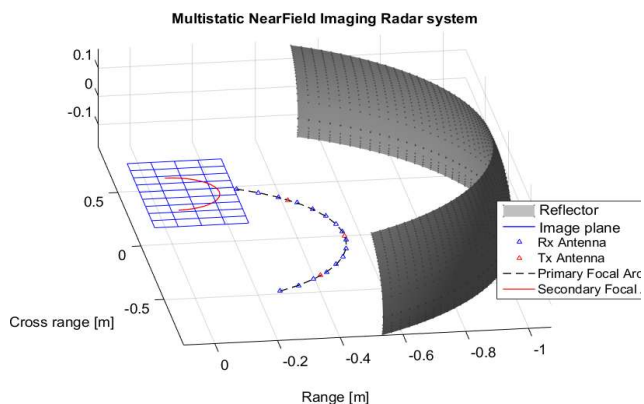 Multistatic NearField Imaging Radar system
0.1
0
-0.1
0.5
0
-0.5
Cross range [m]
0
-0.2
-0.4
-0.6
-0.8
-1
Range [m]
Reflector
Image plane
Rx Antenna
Tx Antenna
Primary Focal Arc
Secondary Focal A